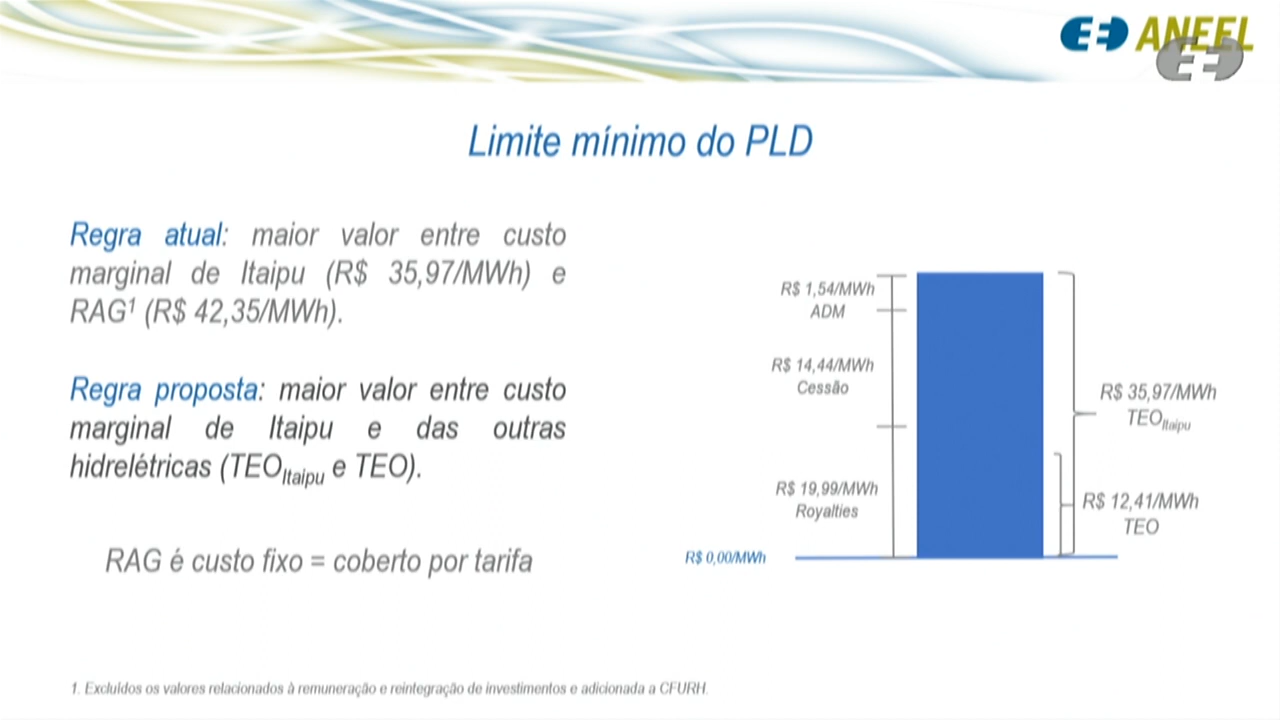 ANEEL
Limite mínimo do PLD
Regra atual: maior valor entre custo
marginal de Itaipu (R$ 35,97/MWh) e
RAG¹ (R$ 42,35/MWh).
Regra proposta: maior valor entre custo
marginal de Itaipu e das outras
hidrelétricas (TEOItaipu e TEO).
RAG é custo fixo = coberto por tarifa
R$ 1,54/MWh
ADM
R$ 14,44/MWh
Cessão
R$ 19,99/MWh
Royalties
R$ 0,00/MWh
R$ 35,97/MWh
TEOItaipu
R$ 12,41/MWh
TEO
1. Excluídos os valores relacionados à remuneração e reintegração de investimentos e adicionada a CFURH.